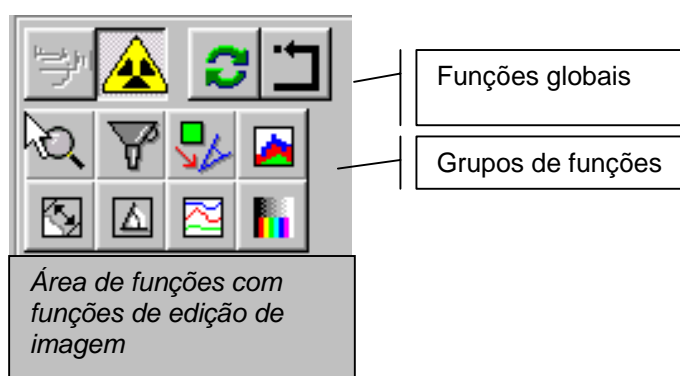 Funções globais
Grupos de funções
Área de funções com
funções de edição de
imagem